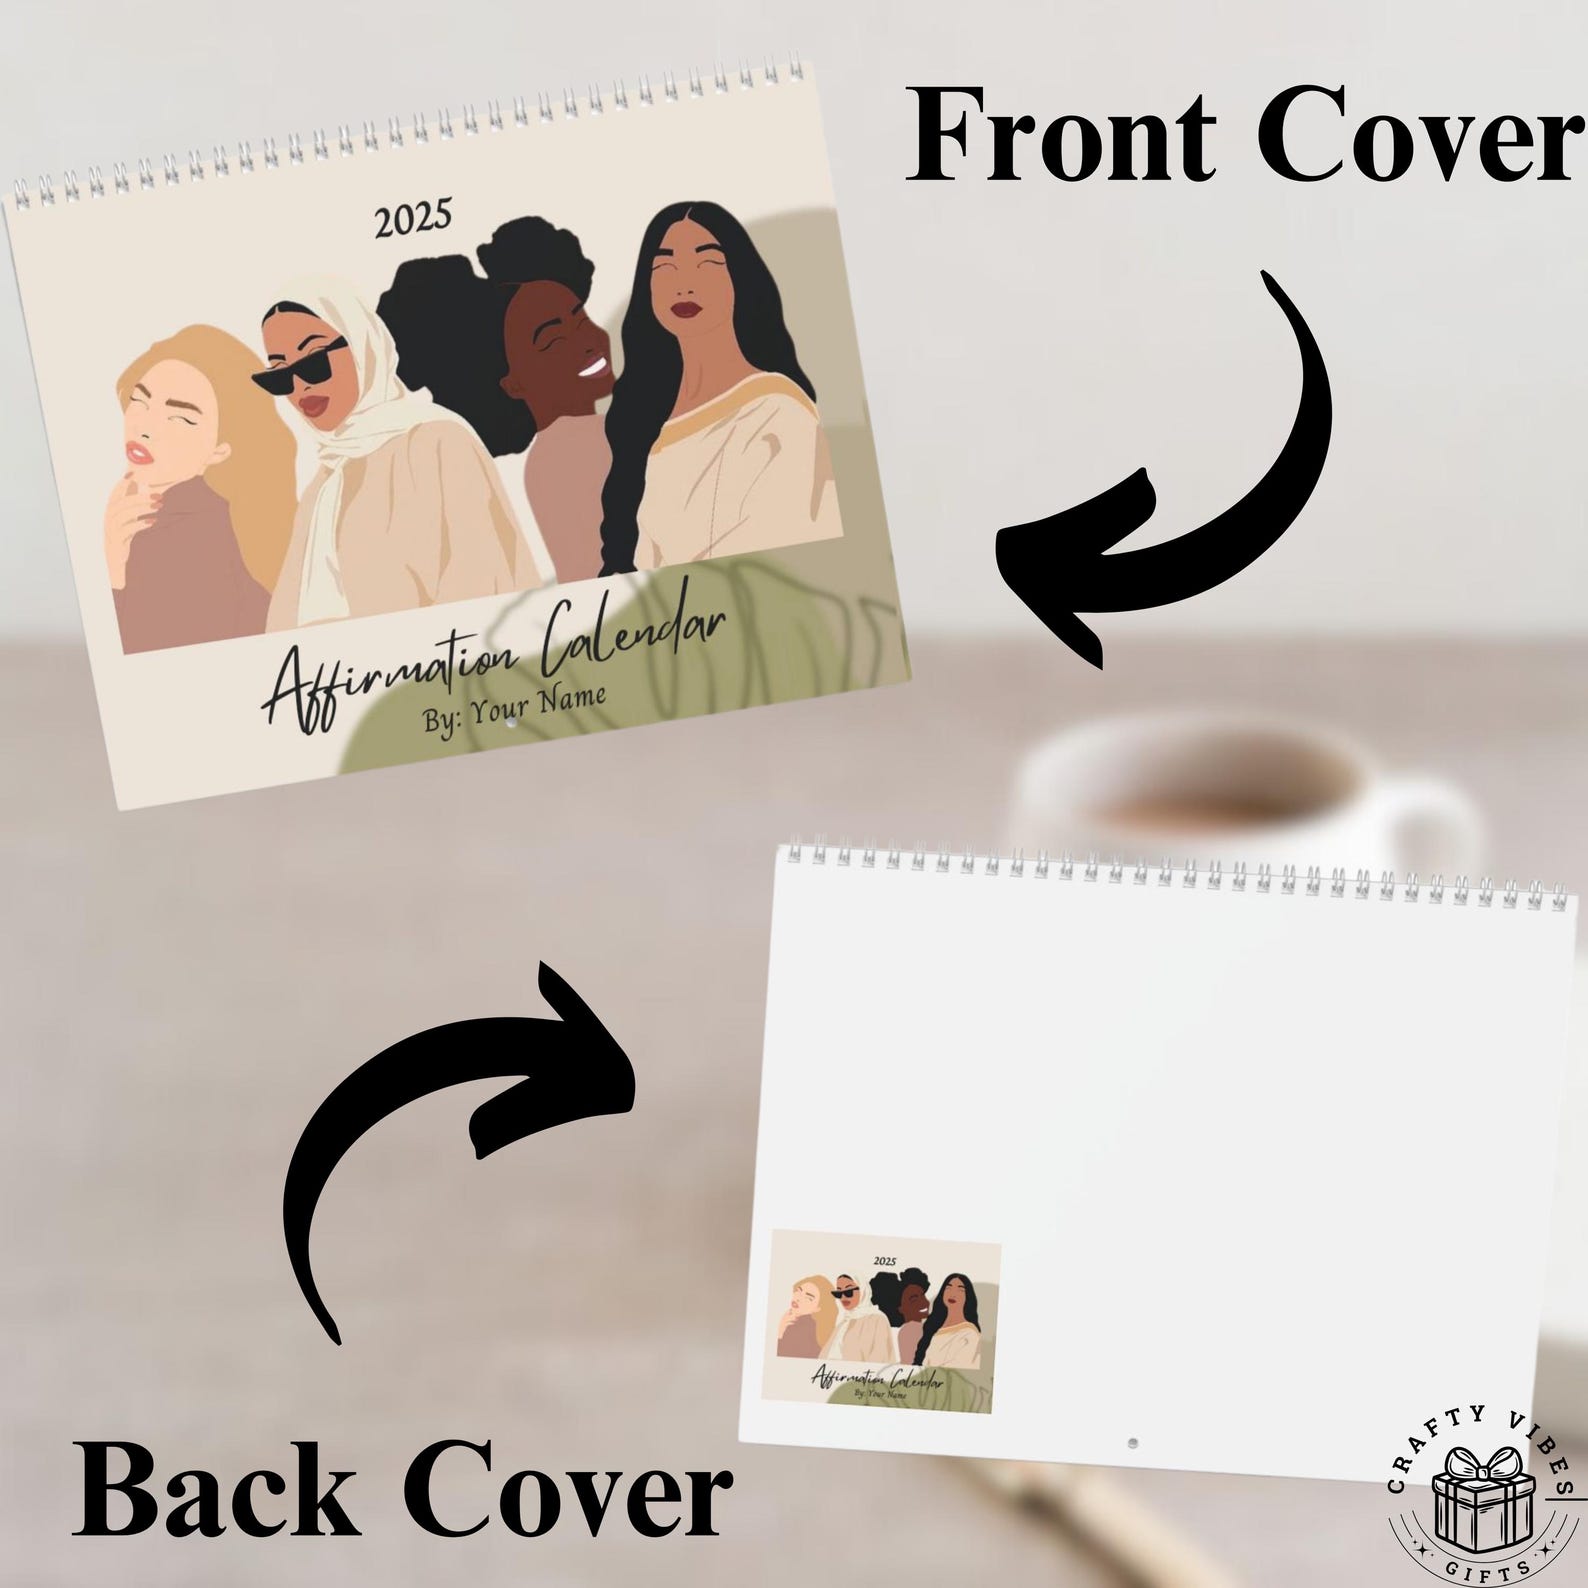 Front Cover
2025
Affirmation Calendar
By: Your Name
2025
Affirmation Calendar
By: Your Name
Back Cover
CRAFTY VIBES
GIFTS